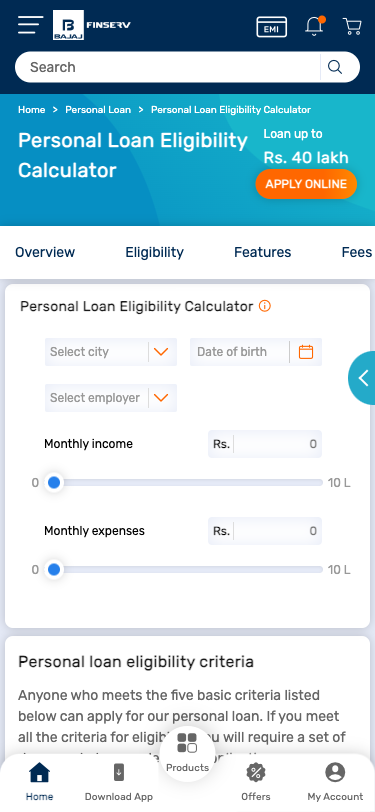 B
BAJAJ
FINSERV
EMI
Search
Home > Personal Loan > Personal Loan Eligibility Calculator
Personal Loan Eligibility
Calculator
Loan up to
Rs. 40 lakh
APPLY ONLINE
Overview
Eligibility
Features
Fees
Personal Loan Eligibility Calculator
Select city
Date of birth
Select employer
Monthly income
Rs.
0
0
10 L
Monthly expenses
Rs.
0
0
10 L
Personal loan eligibility criteria
Anyone who meets the five basic criteria listed
below can apply for our personal loan. If you meet
all the criteria for will require a set of
Home
Download App
Products
Offers
My Account